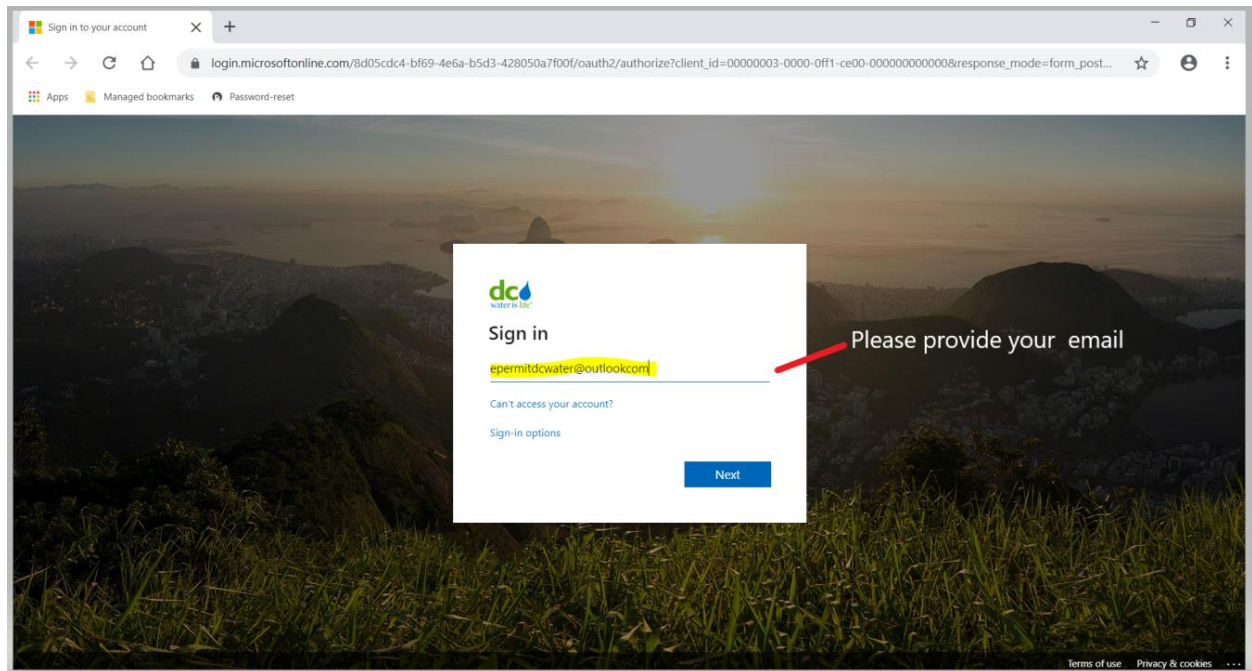 Sign in to your account
login.microsoftonline.com/8d05cdc4-bf69-4e6a-b5d3-428050a7f00f/oauth2/authorize?client_id=00000003-0000-0ff1-ce00-000000000000&response_mode=form_post...
Apps Managed bookmarks Password-reset
dc
water is life
Sign in
Please provide your email
epermitdcwater@outlookcom
Can't access your account?
Sign-in options
Next
Terms of use Privacy & cookies ...